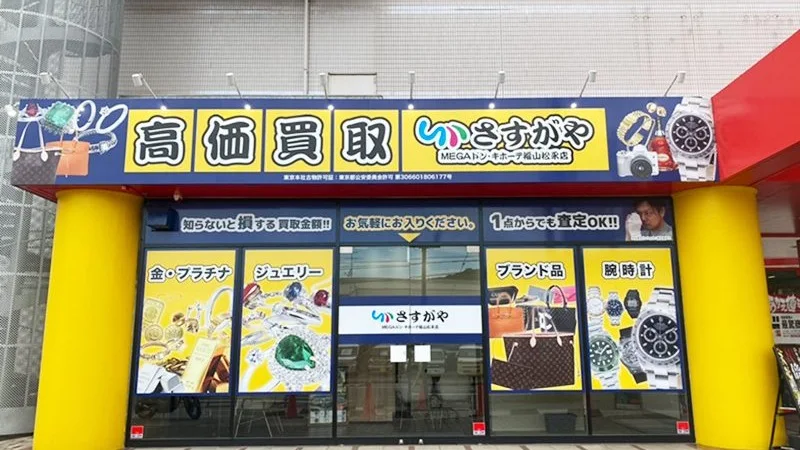 高価買取
さすがや
MEGAドン・キホーテ福山松永店
東京本社古物許可証:東京都公安委員会許可 第306601806177号
知らないと損する買取金額!!
お気軽にお入りください。
1点からでも査定OK!!
金・プラチナ
ジュエリー
さすがや
MEGAドン・キホーテ福山松永店
ブランド品
腕時計